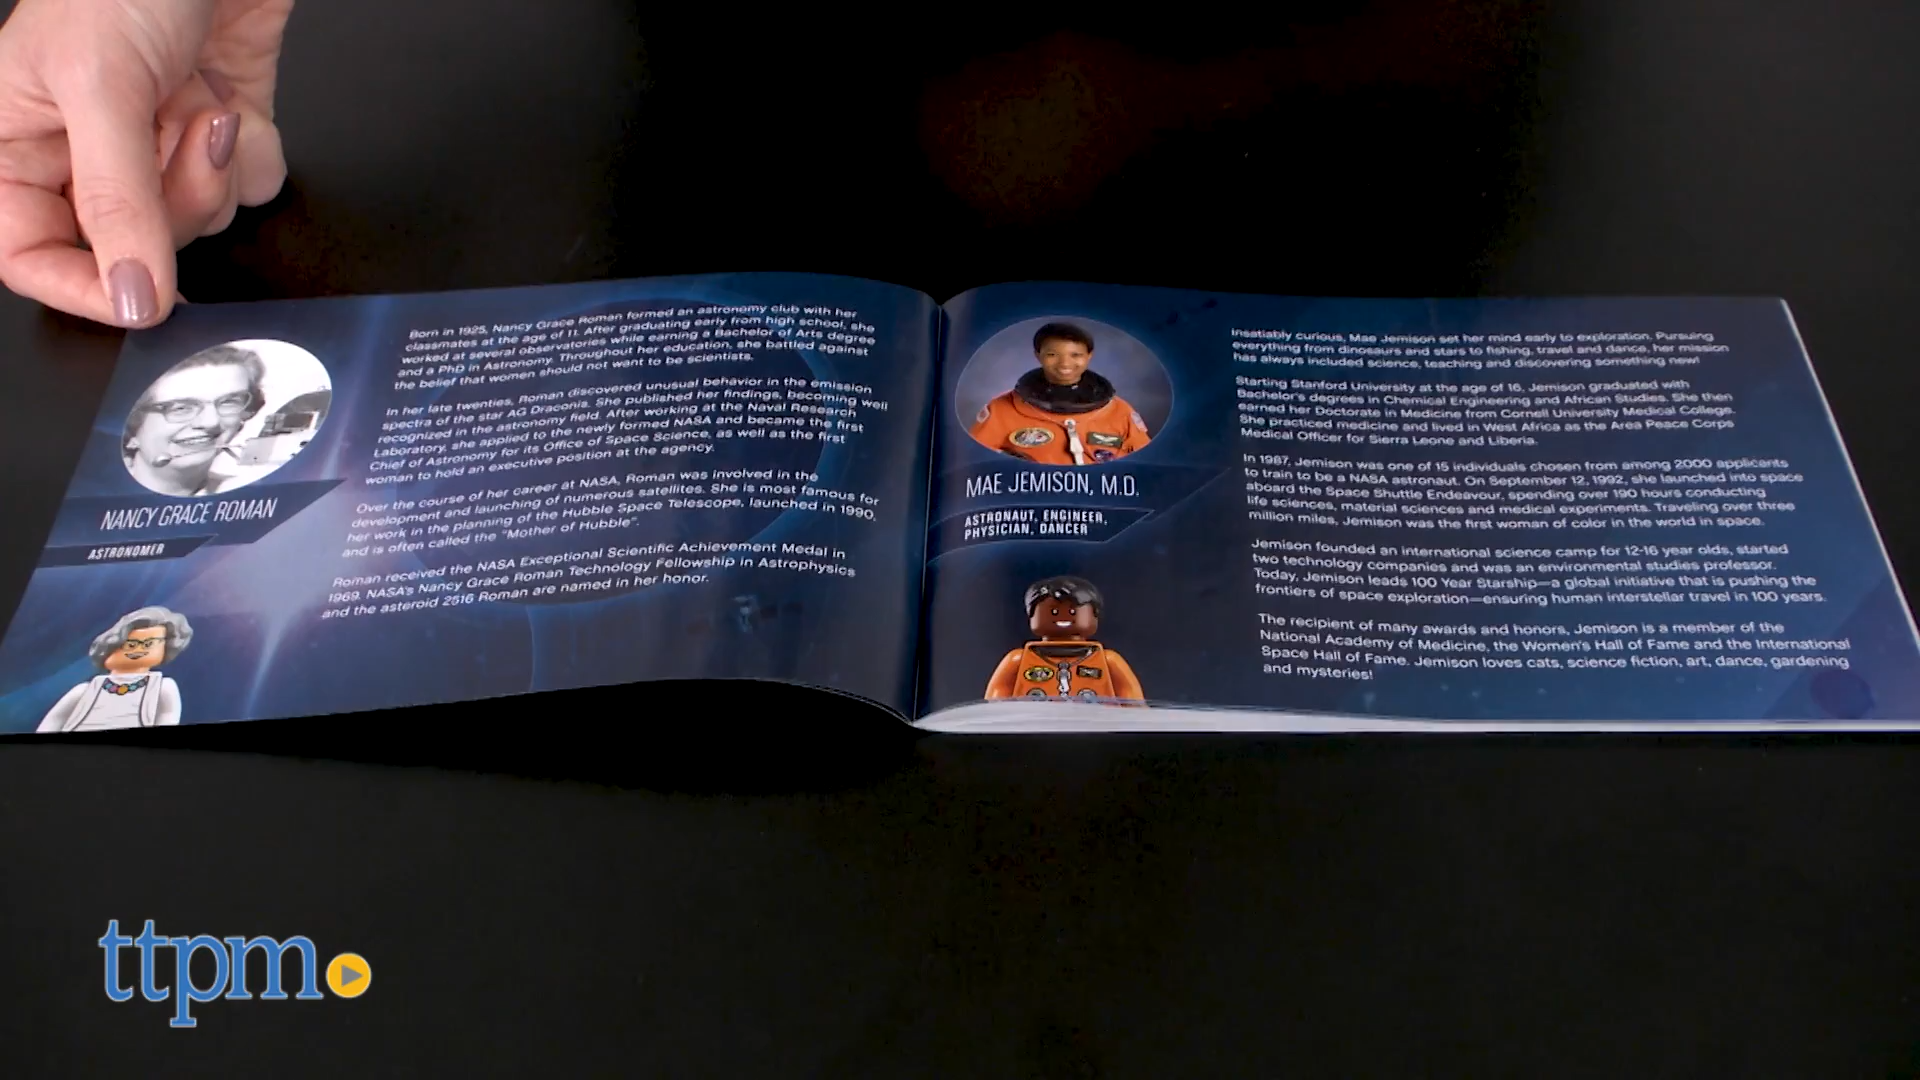 Born in 1925, Nancy Grace Roman formed an astronomy club with her
classmates at the age of 11. After graduating early from high school, she
worked at several observatories while earning a Bachelor of Arts degree
and a PhD in Astronomy. Throughout her education, she battled against
the belief that women should not want to be scientists.
In her late twenties, Roman discovered unusual behavior in the emission
spectra of the star AG Draconis. She published her findings, becoming well
recognized in the astronomy field. After working at the Naval Research
Laboratory, she applied to the newly formed NASA and became the first
Chief of Astronomy for its Office of Space Science, as well as the first
woman to hold an executive position at the agency.
Over the course of her career at NASA, Roman was involved in the
development and launching of numerous satellites. She is most famous for
her work in the planning of the Hubble Space Telescope, launched in 1990,
and is often called the "Mother of Hubble".
Roman received the NASA Exceptional Scientific Achievement Medal in
1969. NASA's Nancy Grace Roman Technology Fellowship in Astrophysics
and the asteroid 2516 Roman are named in her honor.
NANCY GRACE ROMAN
ASTRONOMER
MAE JEMISON, M.D.
ASTRONAUT, ENGINEER,
PHYSICIAN, DANCER
Insatiably curious, Mae Jemison set her mind early to exploration. Pursuing
everything from dinosaurs and stars to fishing, travel and dance, her mission
has always included science, teaching and discovering something new!
Starting Stanford University at the age of 16, Jemison graduated with
Bachelor's degrees in Chemical Engineering and African Studies. She then
earned her Doctorate in Medicine from Cornell University Medical College.
She practiced medicine and lived in West Africa as the Area Peace Corps
Medical Officer for Sierra Leone and Liberia.
In 1987, Jemison was one of 15 individuals chosen from among 2000 applicants
to train to be a NASA astronaut. On September 12, 1992, she launched into space
aboard the Space Shuttle Endeavour, spending over 190 hours conducting
life sciences, material sciences and medical experiments. Traveling over three
million miles, Jemison was the first woman of color in the world in space.
Jemison founded an international science camp for 12-16 year olds, started
two technology companies and was an environmental studies professor.
Today, Jemison leads 100 Year Starship—a global initiative that is pushing the
frontiers of space exploration—ensuring human interstellar travel in 100 years.
The recipient of many awards and honors, Jemison is a member of the
National Academy of Medicine, the Women's Hall of Fame and the International
Space Hall of Fame. Jemison loves cats, science fiction, art, dance, gardening
and mysteries!
ttpm